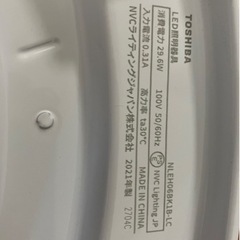 TOSHIBA
LED照明器具
消費電力 29.6W 100V 50/60Hz
入力電流 0.31A 高力率 ta30℃
NVCライティングジャパン株式会社
NLEH06BK1B-LC
NVC Lighting JP
MADE IN CHINA
2021年製 2704C